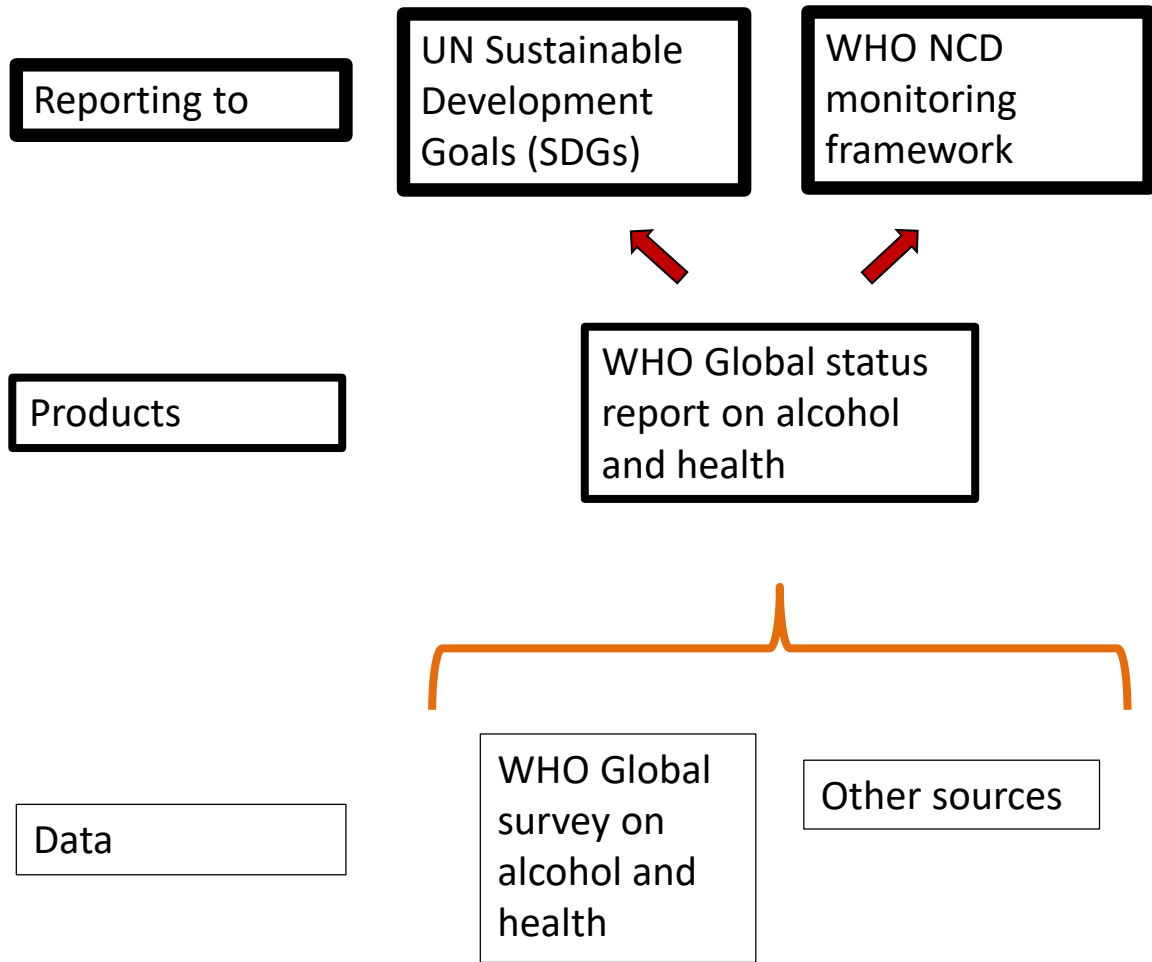 Reporting to
UN Sustainable
Development
Goals (SDGs)
WHO NCD
monitoring
framework
Products
WHO Global status
report on alcohol
and health
Data
WHO Global
survey on
alcohol and
health
Other sources